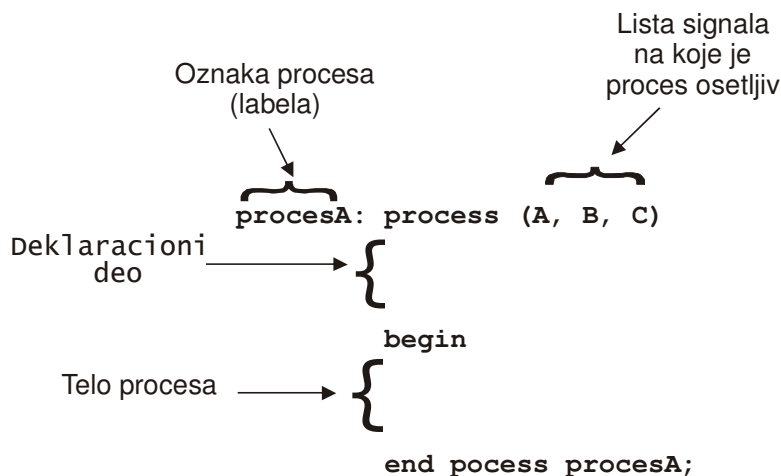 Lista signala
na koje je
proces osetljiv
Oznaka procesa
(labela)
procesA: process (A, B, C)
Deklaracioni
deo
begin
Telo procesa
end pocess procesA;